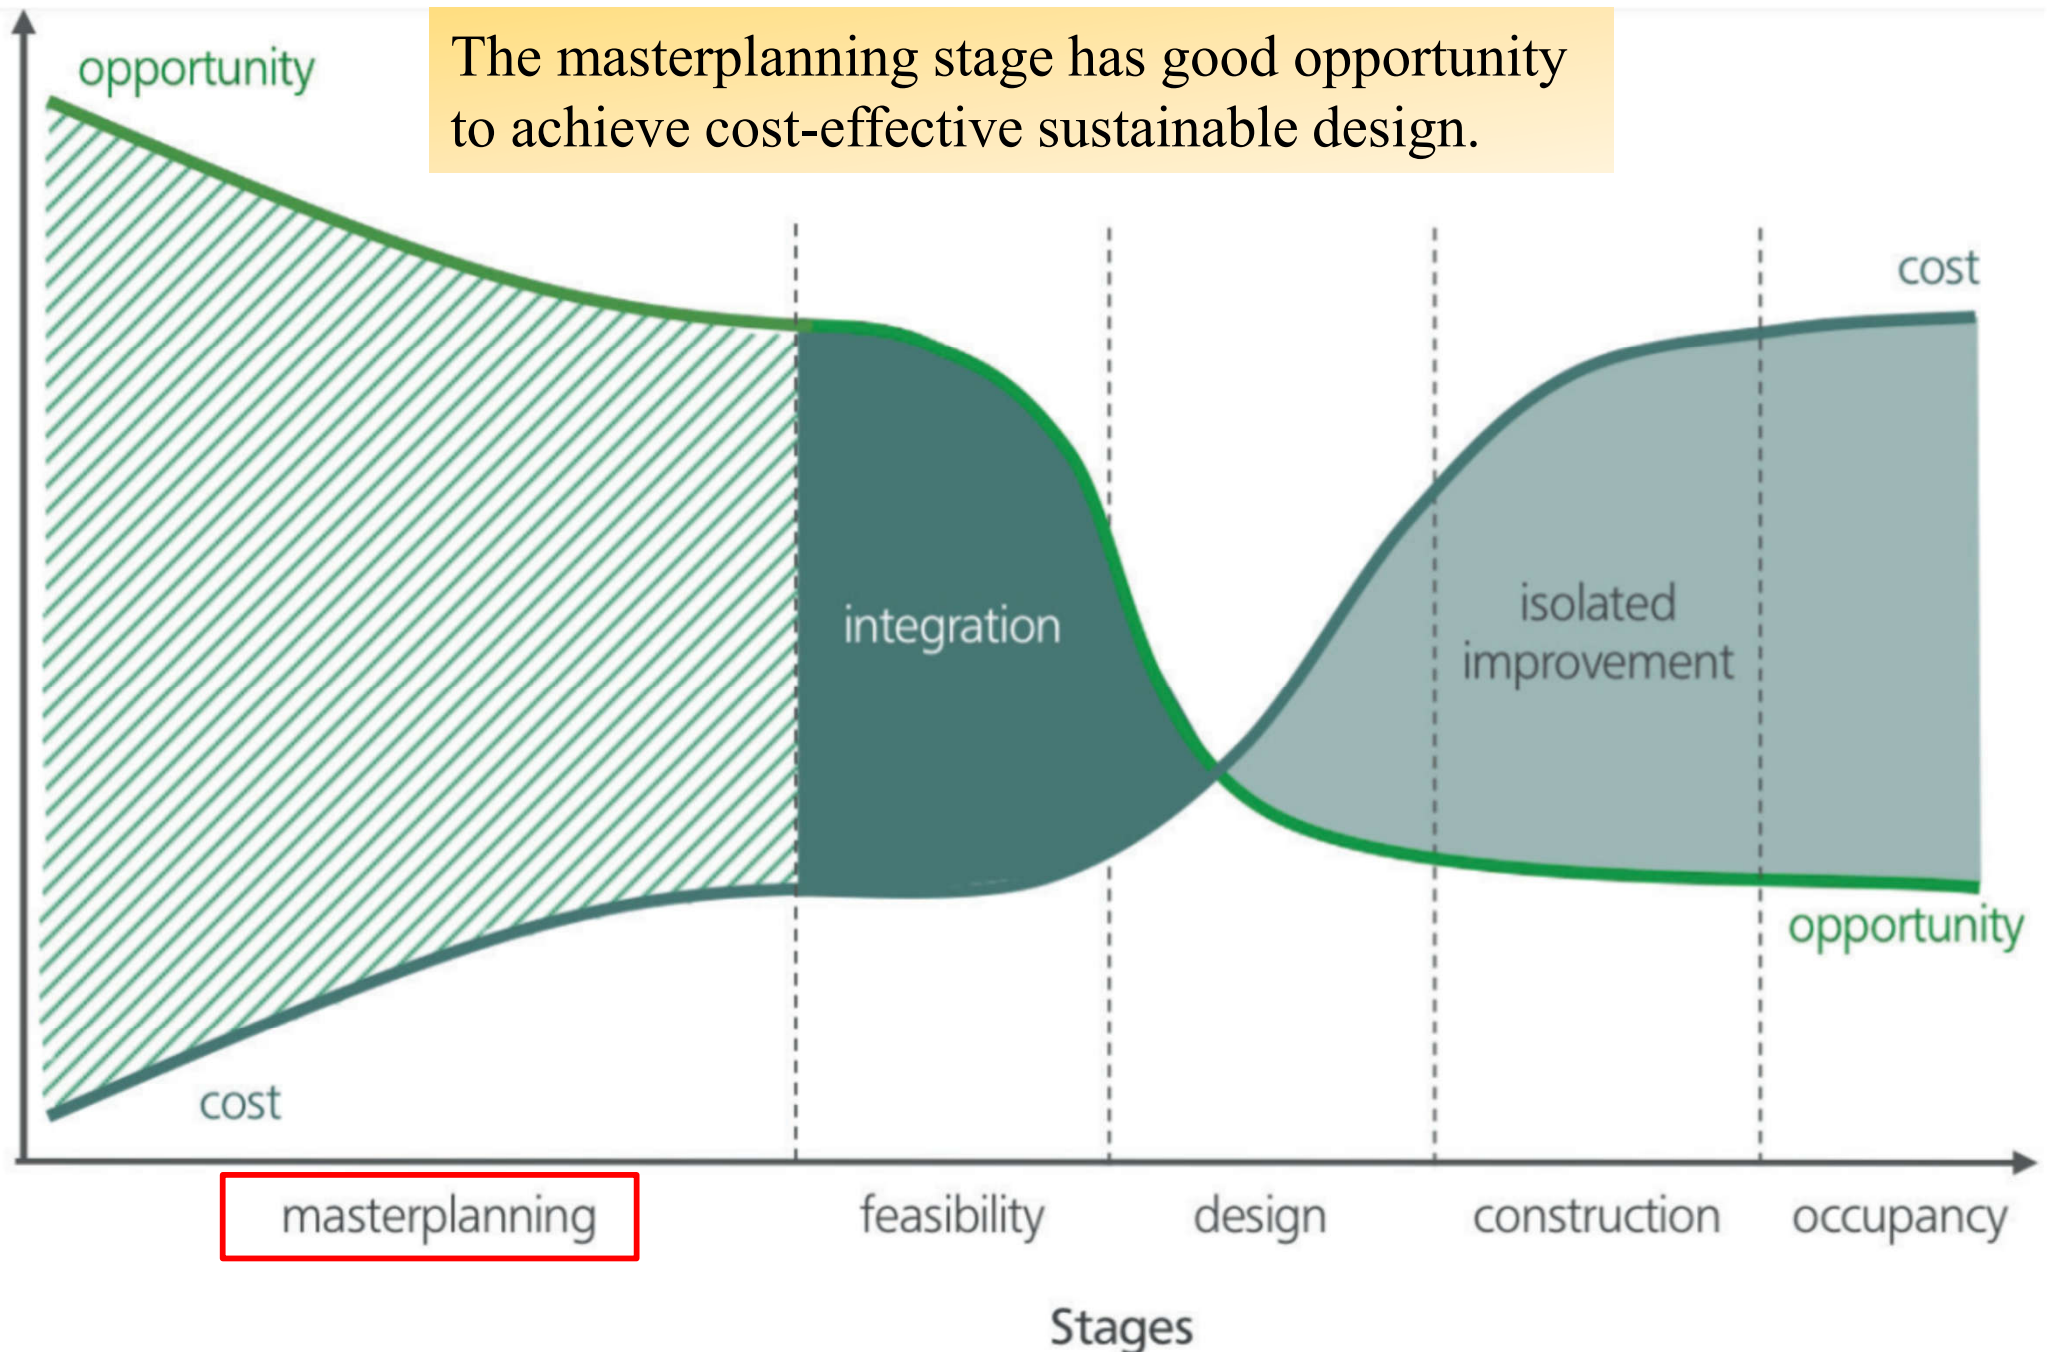 The masterplanning stage has good opportunity
to achieve cost-effective sustainable design.
opportunity
cost
integration
isolated
improvement
opportunity
cost
masterplanning
feasibility
design
construction
occupancy
Stages